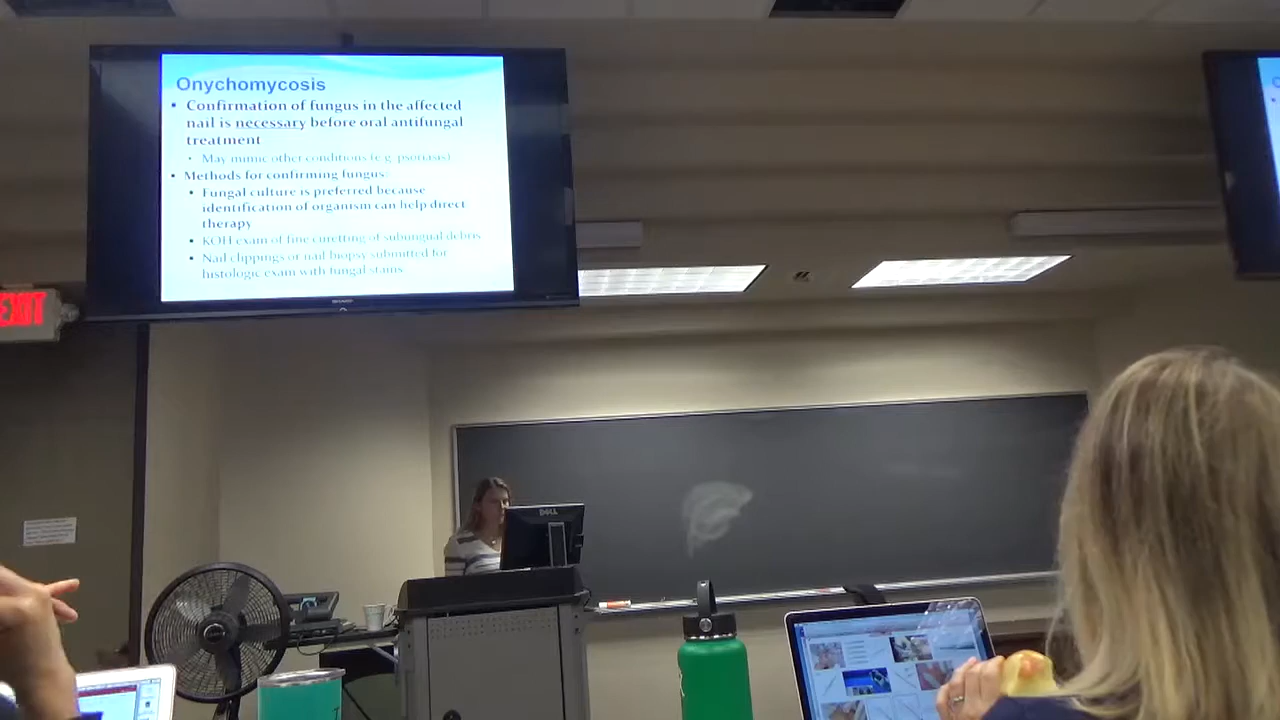 Onychomycosis
• Confirmation of fungus in the affected
nail is necessary before oral antifungal
treatment
• May mimic other conditions (e.g. psoriasis)
• Methods for confirming fungus:
• Fungal culture is preferred because
identification of organism can help direct
therapy
• KOH exam of fine curetting of subungual debris
• Nail clippings or nail biopsy submitted for
histologic exam with fungal stains
SHARP
EXIT
DELL